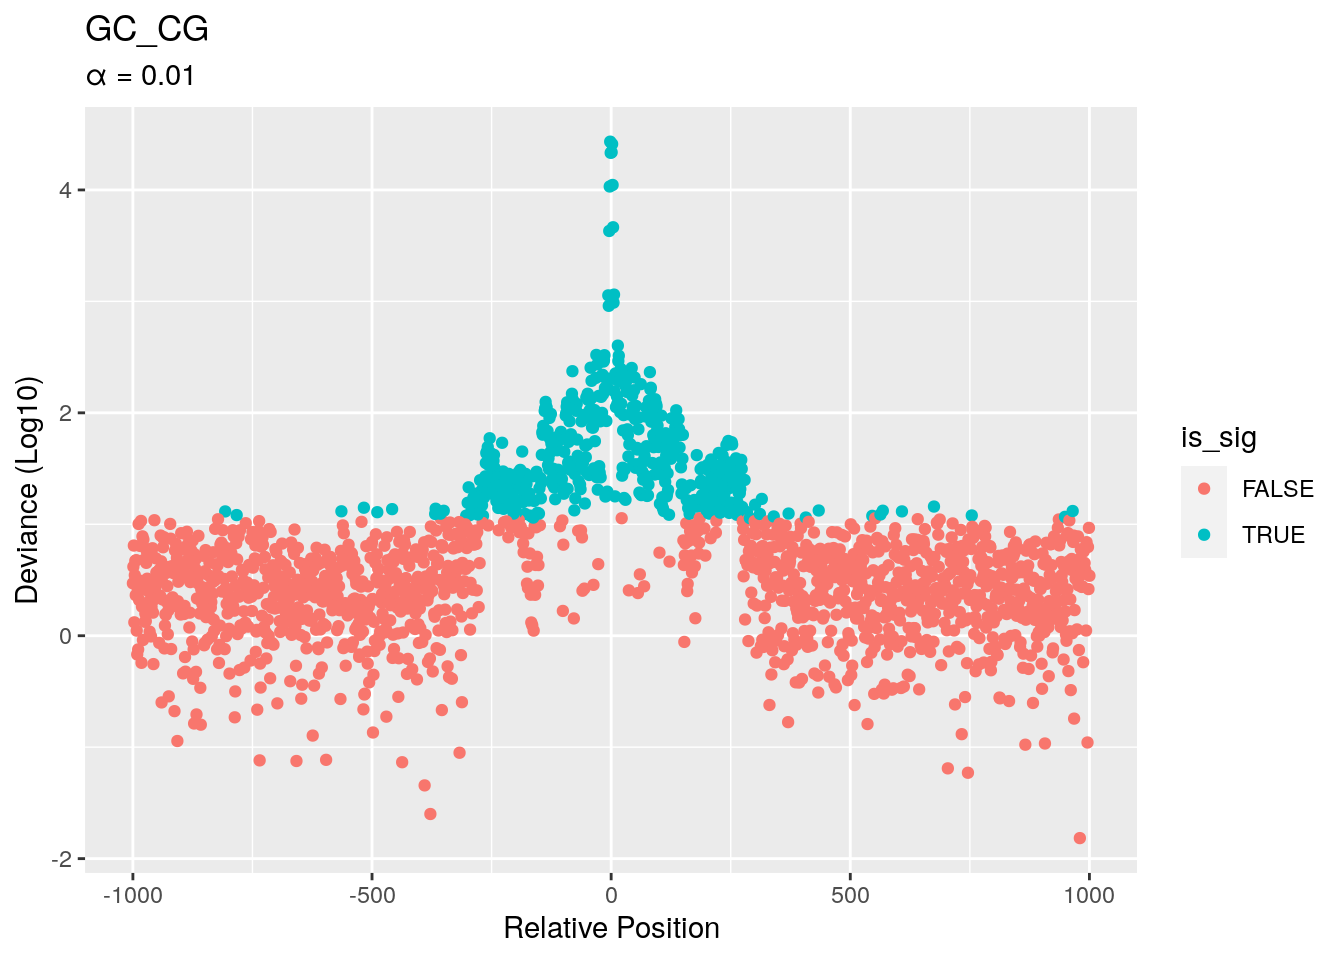 GC_CG
α = 0.01
Deviance (Log10)
4
2
0
-2
-1000
-500
0
500
1000
Relative Position
is_sig
FALSE
TRUE